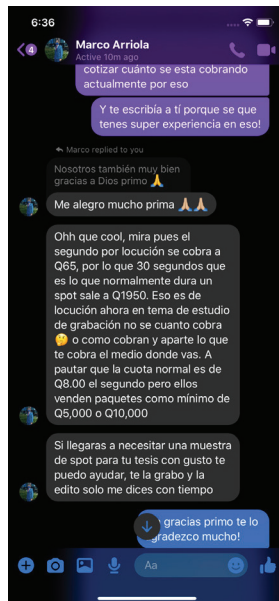 6:36
4
Marco Arriola
Active 10m ago
cotizar cuánto se esta cobrando
actualmente por eso
Y te escribía a tí porque se que
tenes super experiencia en eso!
Marco replied to you
Nosotros también muy bien
gracias a Dios primo 🙏
Me alegro mucho prima 🙏🏼🙏🏼
Ohh que cool, mira pues el
segundo por locución se cobra a
Q65, por lo que 30 segundos que
es lo que normalmente dura un
spot sale a Q1950. Eso es de
locución ahora en tema de estudio
de grabación no se cuanto cobra
🤔 o como cobran y aparte lo que
te cobra el medio donde vas. A
pautar que la cuota normal es de
Q8.00 el segundo pero ellos
venden paquetes como mínimo de
Q5,000 o Q10,000
Si llegaras a necesitar una muestra
de spot para tu tesis con gusto te
puedo ayudar, te la grabo y la
edito solo me dices con tiempo
gracias primo te lo
gradezco mucho!
Aa